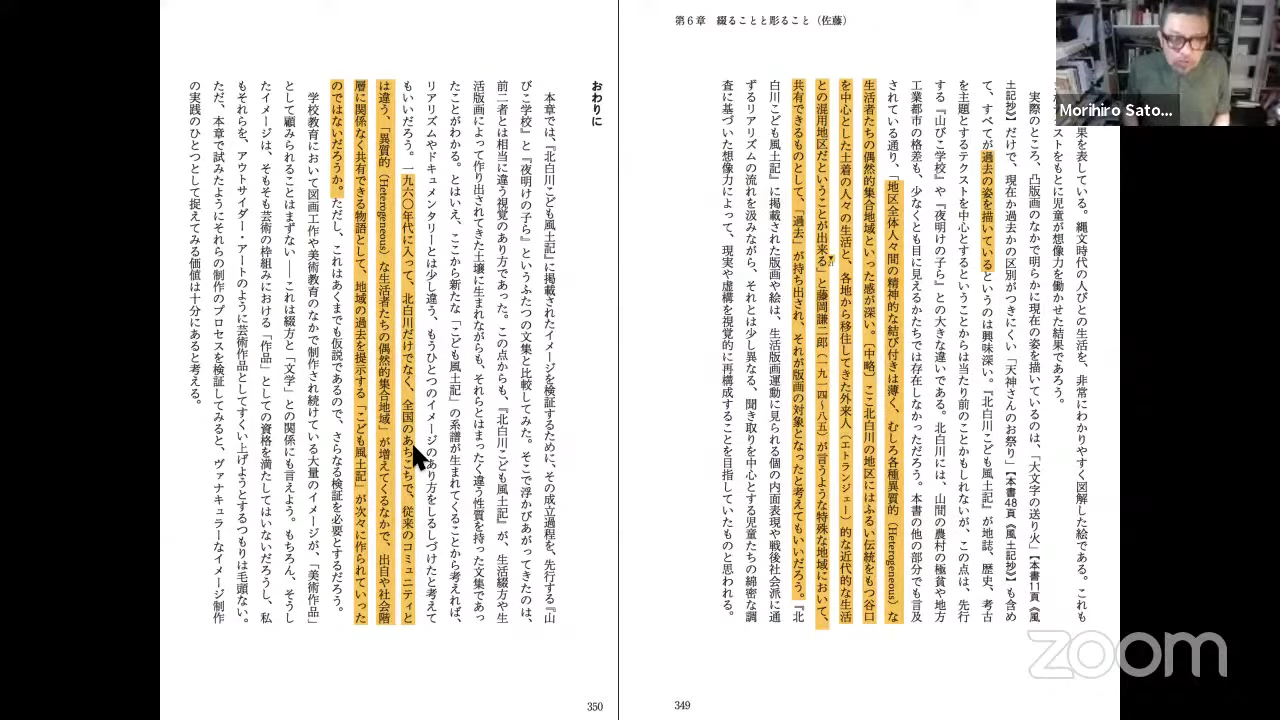 第6章　綴ることと彫ること（佐藤）
果を表している。縄文時代の人びとの生活を、非常にわかりやすく図解した絵である。これも
ストをもとに児童が想像力を働かせた結果であろう。
実際のところ、凸版画のなかで明らかに現在の姿を描いているのは、「大文字の送り火」【本書11頁《風
土記抄》】だけで、現在か過去かの区別がつきにくい「天神さんのお祭り」【本書48頁《風土記抄》】も含め
て、すべてが過去の姿を描いているというのは興味深い。『北白川こども風土記』が地誌、歴史、考古
を主題とするテクストを中心とするということからは当たり前のことかもしれないが、この点は、先行
する『山びこ学校』や『夜明けの子ら』との大きな違いである。北白川には、山間の農村の極貧や地方
工業都市の格差も、少なくとも目に見えるかたちでは存在しなかっただろう。本書の他の部分でも言及
されている通り、「地区全体人々間の精神的な結び付きは薄く、むしろ各種異質的（Heterogeneous）な
生活者たちの偶然的集合地域といった感が深い。［中略］ここ北白川の地区にはふるい伝統をもつ谷口
を中心とした土着の人々の生活と、各地から移住してきた外来人（エトランジェー）的な近代的な生活
との混用地区だということが出来る」と藤岡謙二郎（一九一四〜八五）が言うような特殊な地域において、
共有できるものとして、「過去」が持ち出され、それが版画の対象となったと考えてもいいだろう。『北
白川こども風土記』に掲載された版画や絵は、生活版画運動に見られる個の内面表現や戦後社会派に通
ずるリアリズムの流れを汲みながら、それとは少し異なる、聞き取りを中心とする児童たちの綿密な調
査に基づいた想像力によって、現実や虚構を視覚的に再構成することを目指していたものと思われる。
349
おわりに
本章では、『北白川こども風土記』に掲載されたイメージを検証するために、その成立過程を、先行する『山
びこ学校』と『夜明けの子ら』というふたつの文集と比較してみた。そこで浮かびあがってきたのは、
前二者とは相当に違う視覚のあり方であった。この点からも、『北白川こども風土記』が、生活綴方や生
活版画によって作り出されてきた土壌に生まれながらも、それらとはまったく違う性質を持った文集であっ
たことがわかる。とはいえ、ここから新たな「こども風土記」の系譜が生まれてくることから考えれば、
リアリズムやドキュメンタリーとは少し違う、もうひとつのイメージのあり方をしるしづけたと考えて
もいいだろう。一九六〇年代に入って、北白川だけでなく、全国のあちこちで、従来のコミュニティと
は違う、「異質的（Heterogeneous）な生活者たちの偶然的集合地域」が増えてくるなかで、出自や社会階
層に関係なく共有できる物語として、地域の過去を提示する「こども風土記」が次々に作られていった
のではないだろうか。ただし、これはあくまでも仮説であるので、さらなる検証を必要とするだろう。
学校教育において図画工作や美術教育のなかで制作され続けている大量のイメージが、「美術作品」
として顧みられることはまずない――これは綴方と「文学」との関係にも言えよう。もちろん、そうし
たイメージは、そもそも芸術の枠組みにおける「作品」としての資格を満たしてはいないだろうし、私
もそれらを、アウトサイダー・アートのように芸術作品としてすくい上げようとするつもりは毛頭ない。
ただ、本章で試みたようにそれらの制作のプロセスを検証してみると、ヴァナキュラーなイメージ制作
の実践のひとつとして捉えてみる価値は十分にあると考える。
350
Morihiro Sato...
zoom